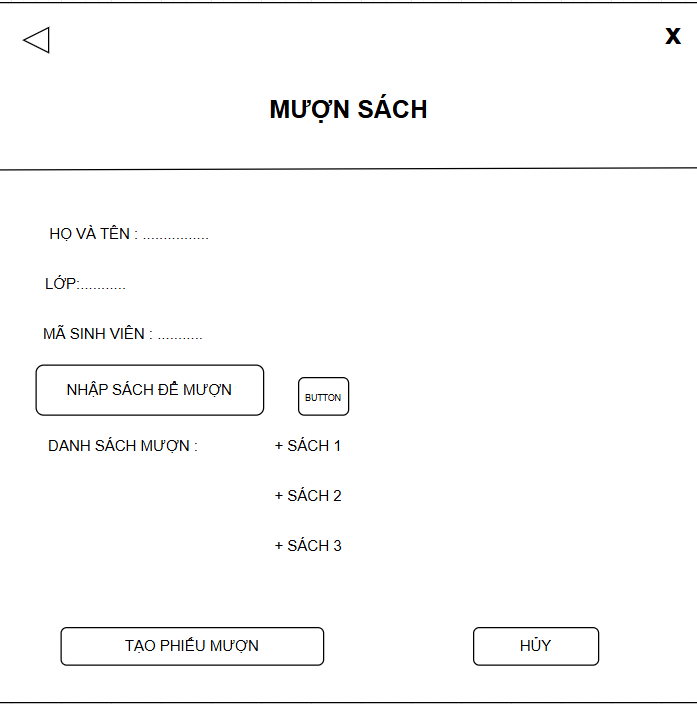 X
MƯỢN SÁCH
HỌ VÀ TÊN : ................
LỚP:...........
MÃ SINH VIÊN : ...........
NHẬP SÁCH ĐỂ MƯỢN
BUTTON
DANH SÁCH MƯỢN : + SÁCH 1
+ SÁCH 2
+ SÁCH 3
TẠO PHIẾU MƯỢN
HỦY